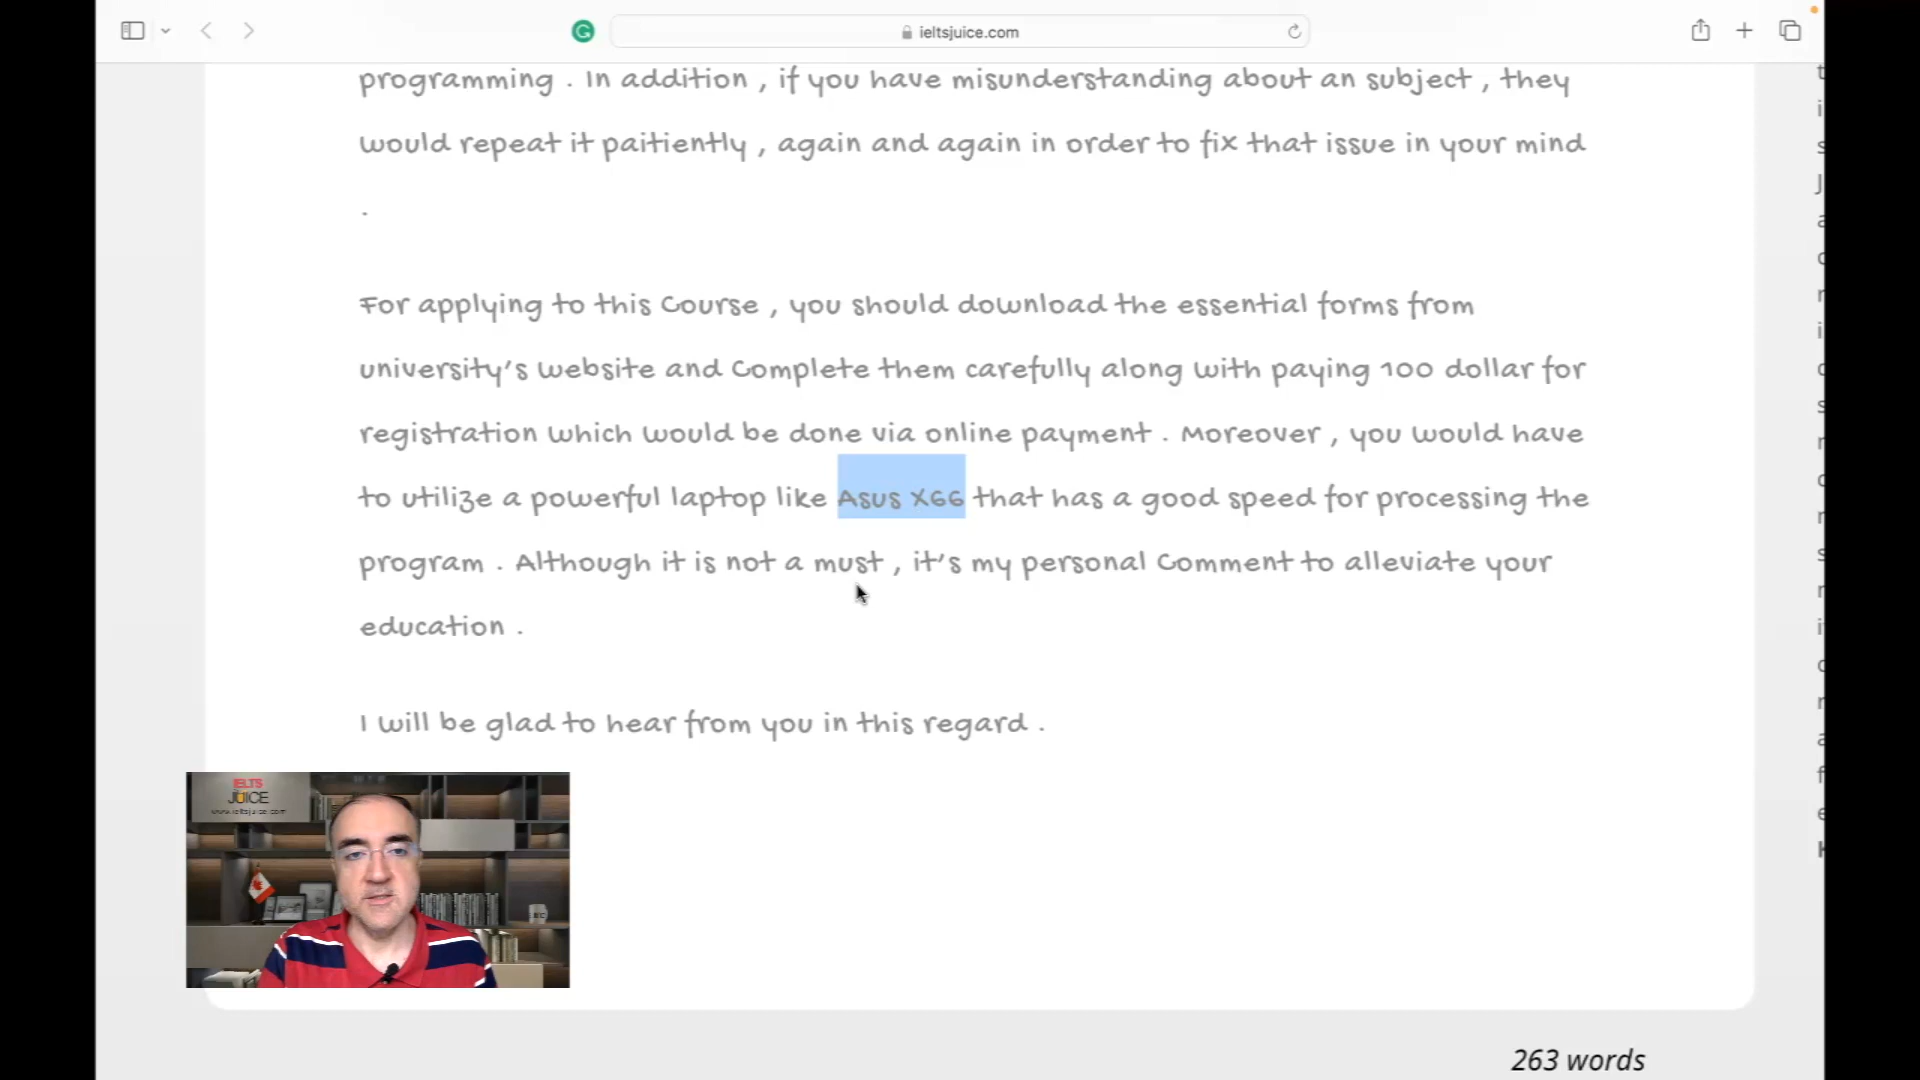 ieltsjuice.com
programming . In addition , if you have misunderstanding about an subject , they
would repeat it paitiently , again and again in order to fix that issue in your mind
.
For applying to this Course , you should download the essential forms from
university's website and Complete them carefully along with paying 100 dollar for
registration which would be done via online payment . Moreover , you would have
to utilize a powerful laptop like Asus X66 that has a good speed for processing the
program . Although it is not a must , it's my personal Comment to alleviate your
education .
I will be glad to hear from you in this regard .
IELTS
JUICE
www.ieltsjuice.com
263 words